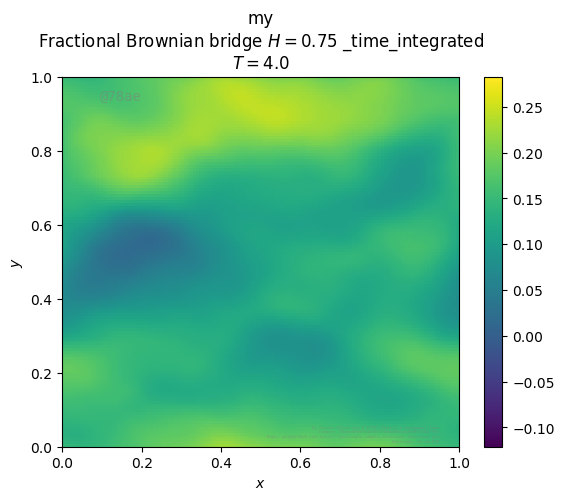 my
Fractional Brownian bridge H = 0.75 _time_integrated
T = 4.0
@78ae
1.0
0.8
0.6
0.4
0.2
0.0
y
0.0 0.2 0.4 0.6 0.8 1.0
x
0.25
0.20
0.15
0.10
0.05
0.00
−0.05
−0.10